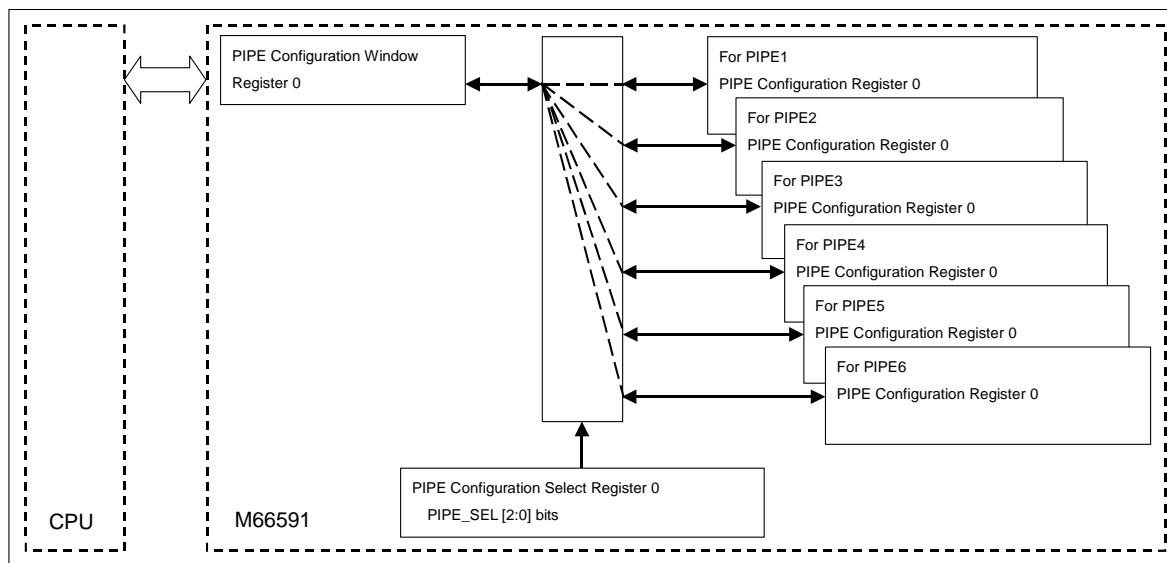 PIPE Configuration Window
Register 0
For PIPE1
PIPE Configuration Register 0
For PIPE2
PIPE Configuration Register 0
For PIPE3
PIPE Configuration Register 0
For PIPE4
PIPE Configuration Register 0
For PIPE5
PIPE Configuration Register 0
For PIPE6
PIPE Configuration Register 0
PIPE Configuration Select Register 0
PIPE_SEL [2:0] bits
CPU
M66591